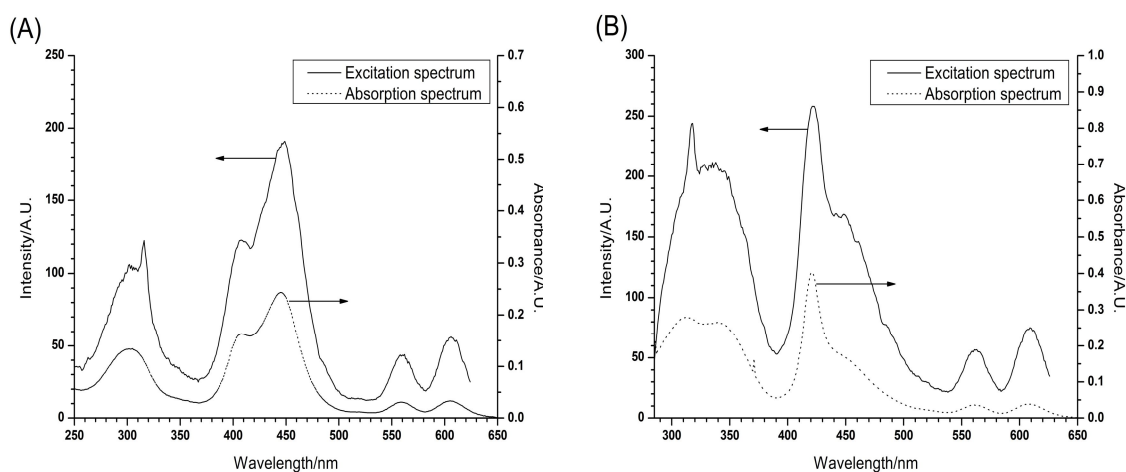 (A)
250
200
150
100
50
0
Intensity/A.U.
0.7
0.6
0.5
0.4
0.3
0.2
0.1
0.0
Absorbance/A.U.
Excitation spectrum
Absorption spectrum
250 300 350 400 450 500 550 600 650
Wavelength/nm
(B)
300
250
200
150
100
50
0
Intensity/A.U.
1.0
0.9
0.8
0.7
0.6
0.5
0.4
0.3
0.2
0.1
0.0
Absorbance/A.U.
Excitation spectrum
Absorption spectrum
300 350 400 450 500 550 600 650
Wavelength/nm